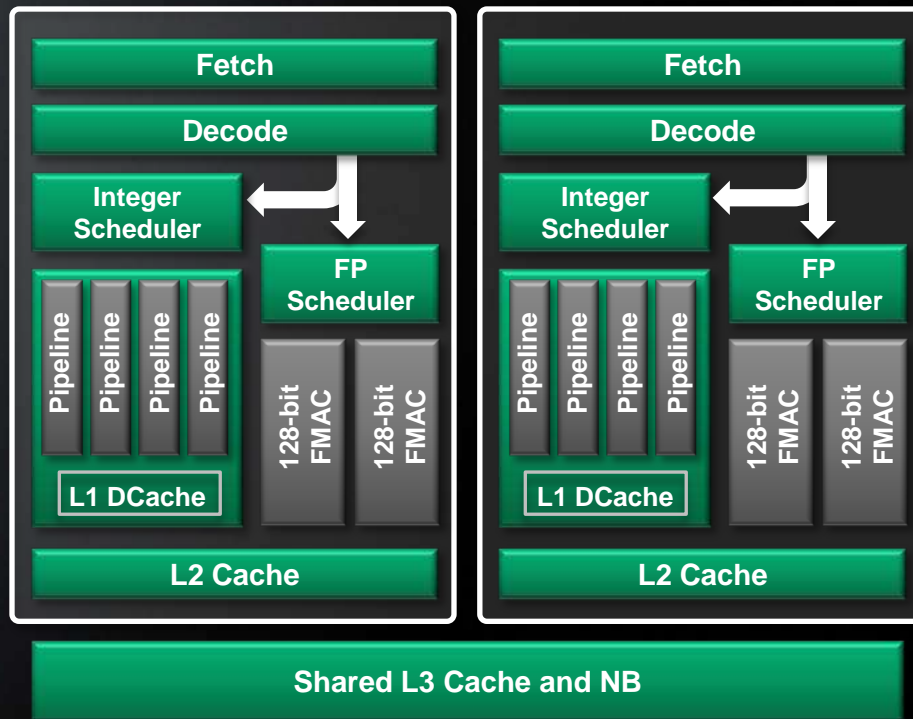 Fetch
Decode
Integer
Scheduler
FP
Scheduler
Pipeline
Pipeline
Pipeline
Pipeline
L1 DCache
128-bit
FMAC
128-bit
FMAC
L2 Cache
Fetch
Decode
Integer
Scheduler
FP
Scheduler
Pipeline
Pipeline
Pipeline
Pipeline
L1 DCache
128-bit
FMAC
128-bit
FMAC
L2 Cache
Shared L3 Cache and NB